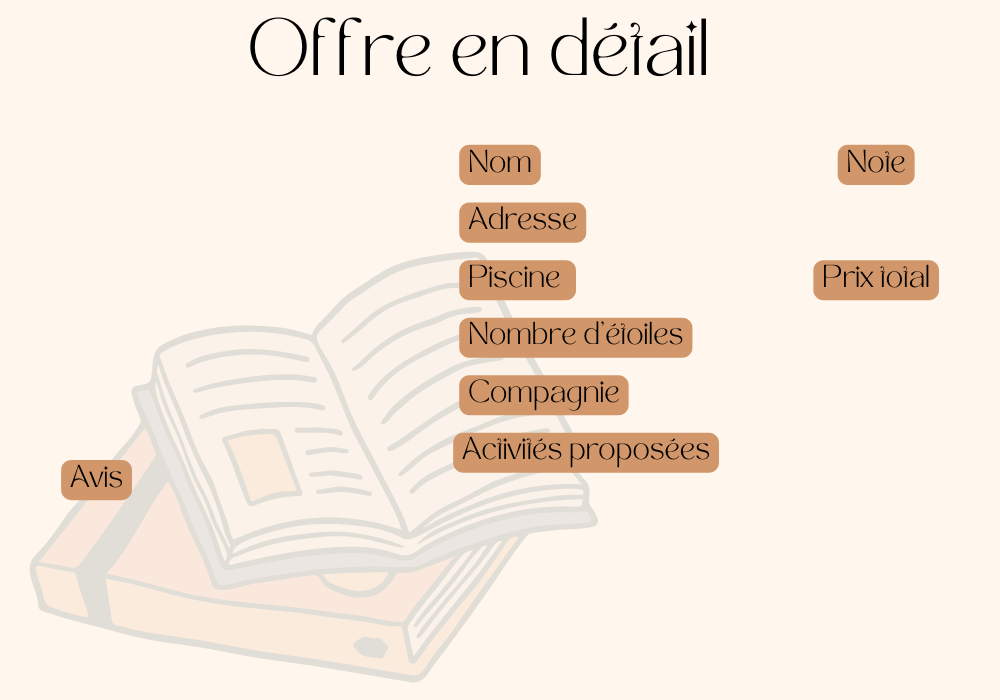 Offre en détail
Nom
Note
Adresse
Piscine
Prix total
Nombre d'étoiles
Compagnie
Activités proposées
Avis